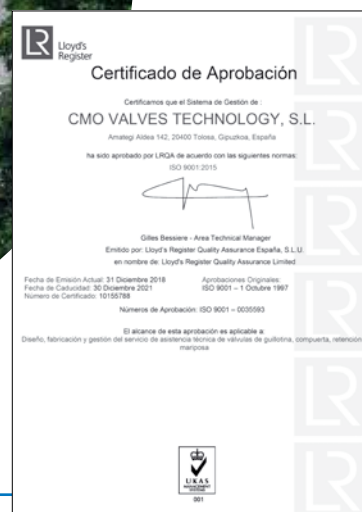 LR
Lloyd's
Register
Certificado de Aprobación
Certificamos que el Sistema de Gestión de :
CMO VALVES TECHNOLOGY, S.L.
Amategi Aldea 142, 20400 Tolosa, Gipuzkoa, España
ha sido aprobado por LRQA de acuerdo con las siguientes normas:
ISO 9001:2015
Gilles Bessiere - Area Technical Manager
Emitido por: Lloyd's Register Quality Assurance España, S.L.U.
en nombre de: Lloyd's Register Quality Assurance Limited
Fecha de Emisión Actual: 31 Diciembre 2018
Fecha de Caducidad: 30 Diciembre 2021
Número de Certificado: 10155788
Aprobaciones Originales:
ISO 9001 – 1 Octubre 1997
Números de Aprobación: ISO 9001 – 0035593
El alcance de esta aprobación es aplicable a:
Diseño, fabricación y gestión del servicio de asistencia técnica de válvulas de guillotina, compuerta, retención
mariposa
UKAS
MANAGEMENT
SYSTEMS
001